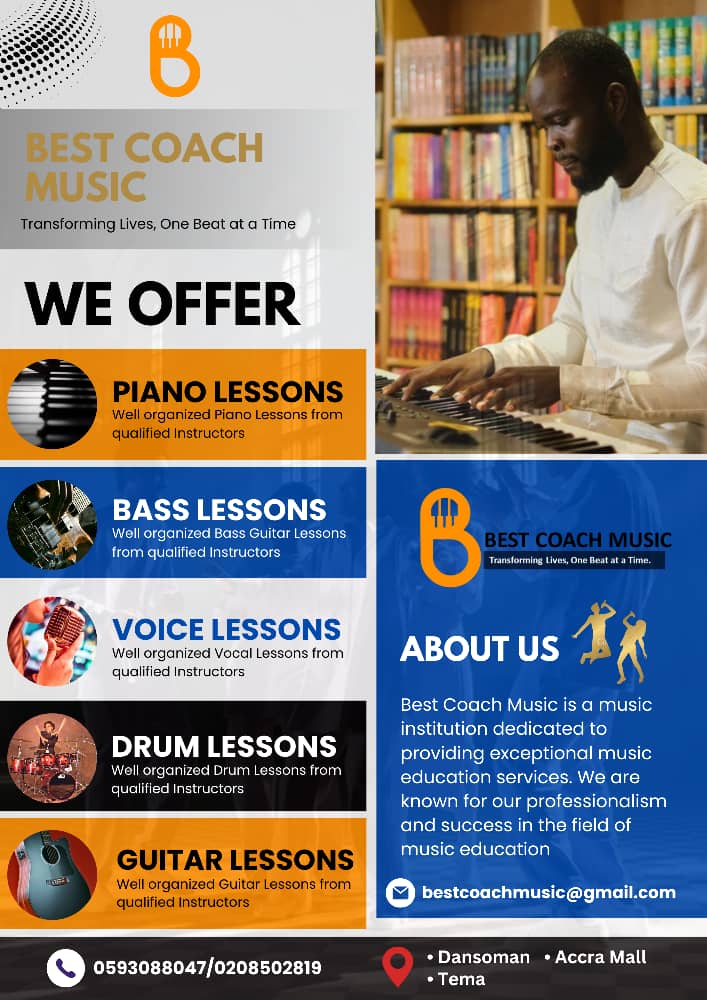 BEST COACH
MUSIC
Transforming Lives, One Beat at a Time
WE OFFER
PIANO LESSONS
Well organized Piano Lessons from
qualified Instructors
BASS LESSONS
Well organized Bass Guitar Lessons
from qualified Instructors
VOICE LESSONS
Well organized Vocal Lessons from
qualified Instructors
DRUM LESSONS
Well organized Drum Lessons from
qualified Instructors
GUITAR LESSONS
Well organized Guitar Lessons from
qualified Instructors
BEST COACH MUSIC
Transforming Lives, One Beat at a Time.
ABOUT US
Best Coach Music is a music
institution dedicated to
providing exceptional music
education services. We are
known for our professionalism
and success in the field of
music education
bestcoachmusic@gmail.com
0593088047/0208502819
• Dansoman • Accra Mall
• Tema